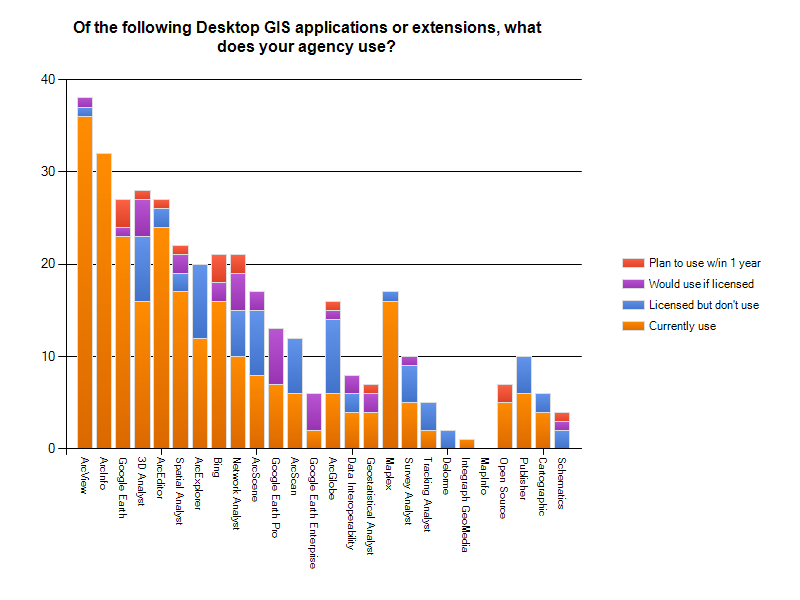 Of the following Desktop GIS applications or extensions, what
does your agency use?
40
30
20
10
0
ArcView
ArcInfo
Google Earth
3D Analyst
ArcEditor
Spatial Analyst
ArcExplorer
Bing
Network Analyst
ArcScene
Google Earth Pro
ArcScan
Google Earth Enterprise
ArcGlobe
Data Interoperability
Geostatistical Analyst
Maplex
Survey Analyst
Tracking Analyst
Delorme
Integraph GeoMedia
MapInfo
Open Source
Publisher
Cartographic
Schematics
Plan to use w/in 1 year
Would use if licensed
Licensed but don't use
Currently use